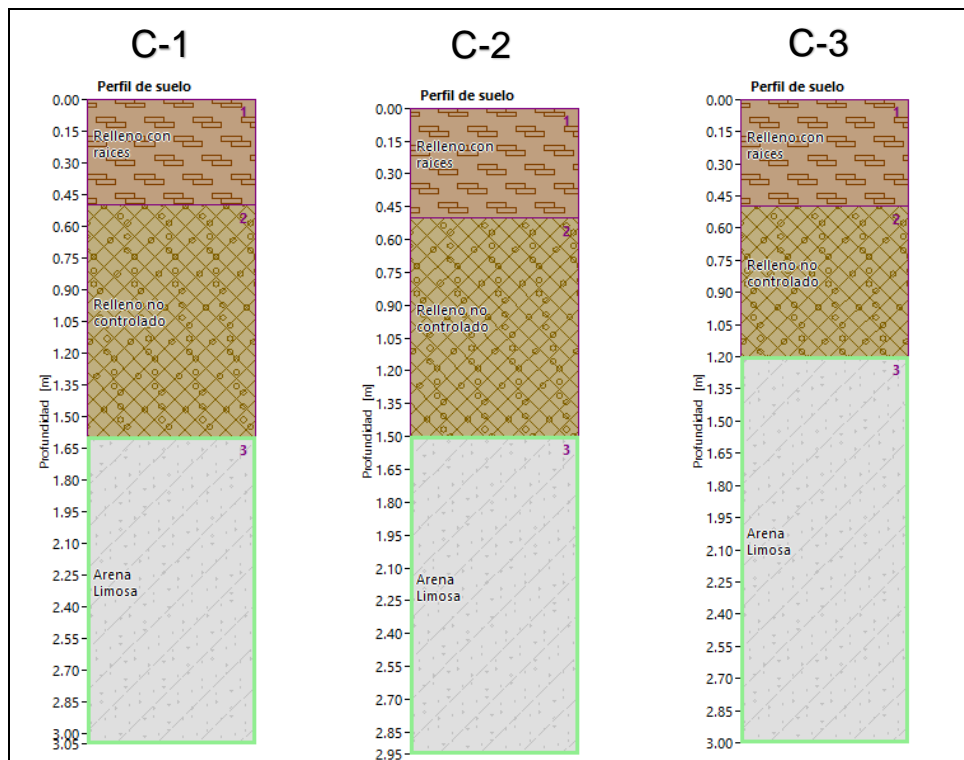 C-1
Perfil de suelo
0.00
0.15
0.30
0.45
0.60
0.75
0.90
1.05
1.20
1.35
1.50
1.65
1.80
1.95
2.10
2.25
2.40
2.55
2.70
2.85
3.00
3.05
Profundidad [m]
1
Relleno con
raices
2
Relleno no
controlado
3
Arena
Limosa
C-2
Perfil de suelo
0.00
0.15
0.30
0.45
0.60
0.75
0.90
1.05
1.20
1.35
1.50
1.65
1.80
1.95
2.10
2.25
2.40
2.55
2.70
2.85
2.95
Profundidad [m]
1
Relleno con
raices
2
Relleno no
controlado
3
Arena
Limosa
C-3
Perfil de suelo
0.00
0.15
0.30
0.45
0.60
0.75
0.90
1.05
1.20
1.35
1.50
1.65
1.80
1.95
2.10
2.25
2.40
2.55
2.70
2.85
3.00
Profundidad [m]
1
Relleno con
raices
2
Relleno no
controlado
3
Arena
Limosa